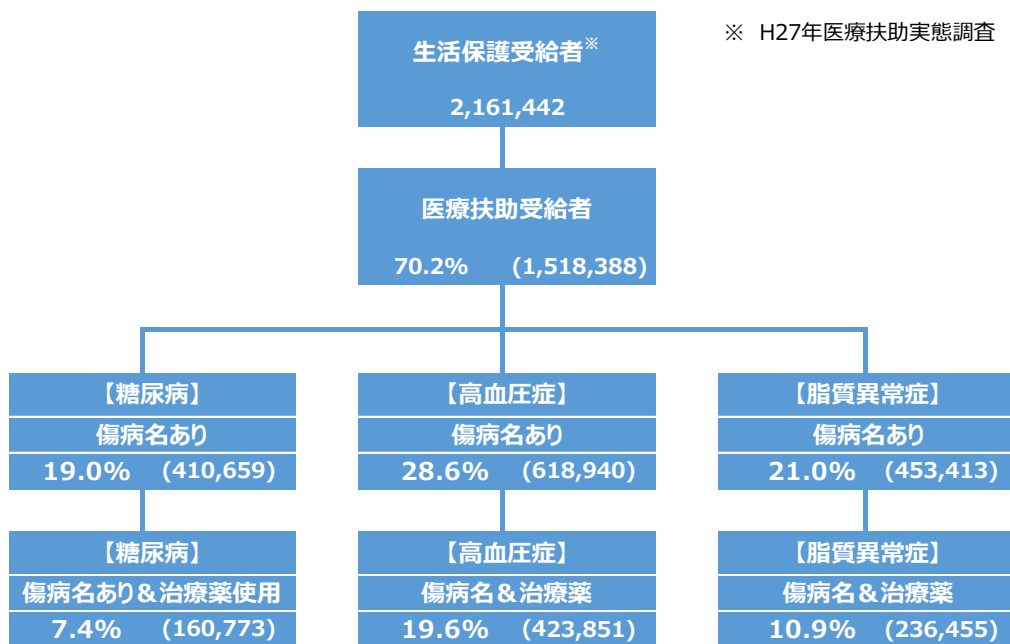 生活保護受給者※
2,161,442
※ H27年医療扶助実態調査
医療扶助受給者
70.2% (1,518,388)
【糖尿病】
傷病名あり
19.0% (410,659)
【高血圧症】
傷病名あり
28.6% (618,940)
【脂質異常症】
傷病名あり
21.0% (453,413)
【糖尿病】
傷病名あり&治療薬使用
7.4% (160,773)
【高血圧症】
傷病名&治療薬
19.6% (423,851)
【脂質異常症】
傷病名&治療薬
10.9% (236,455)